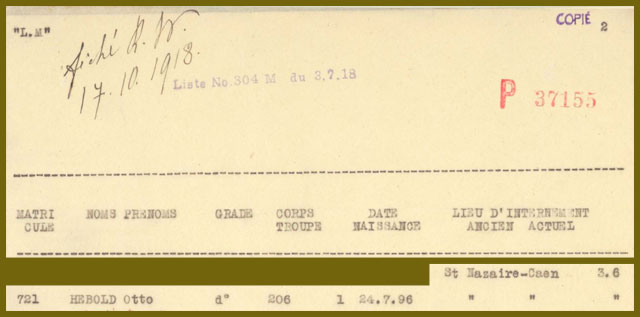 "L.M"
COPIÉ 2
fiché R.W.
17.10.1918.
Liste No.304 M du 3.7.18
P 37155
MATRI NOMS PRENOMS GRADE CORPS DATE LIEU D'INTERNEMENT
CULE TROUPE NAISSANCE ANCIEN ACTUEL
St Nazaire-Caen 3.6
721 HEBOLD Otto d° 206 1 24.7.96 " " "